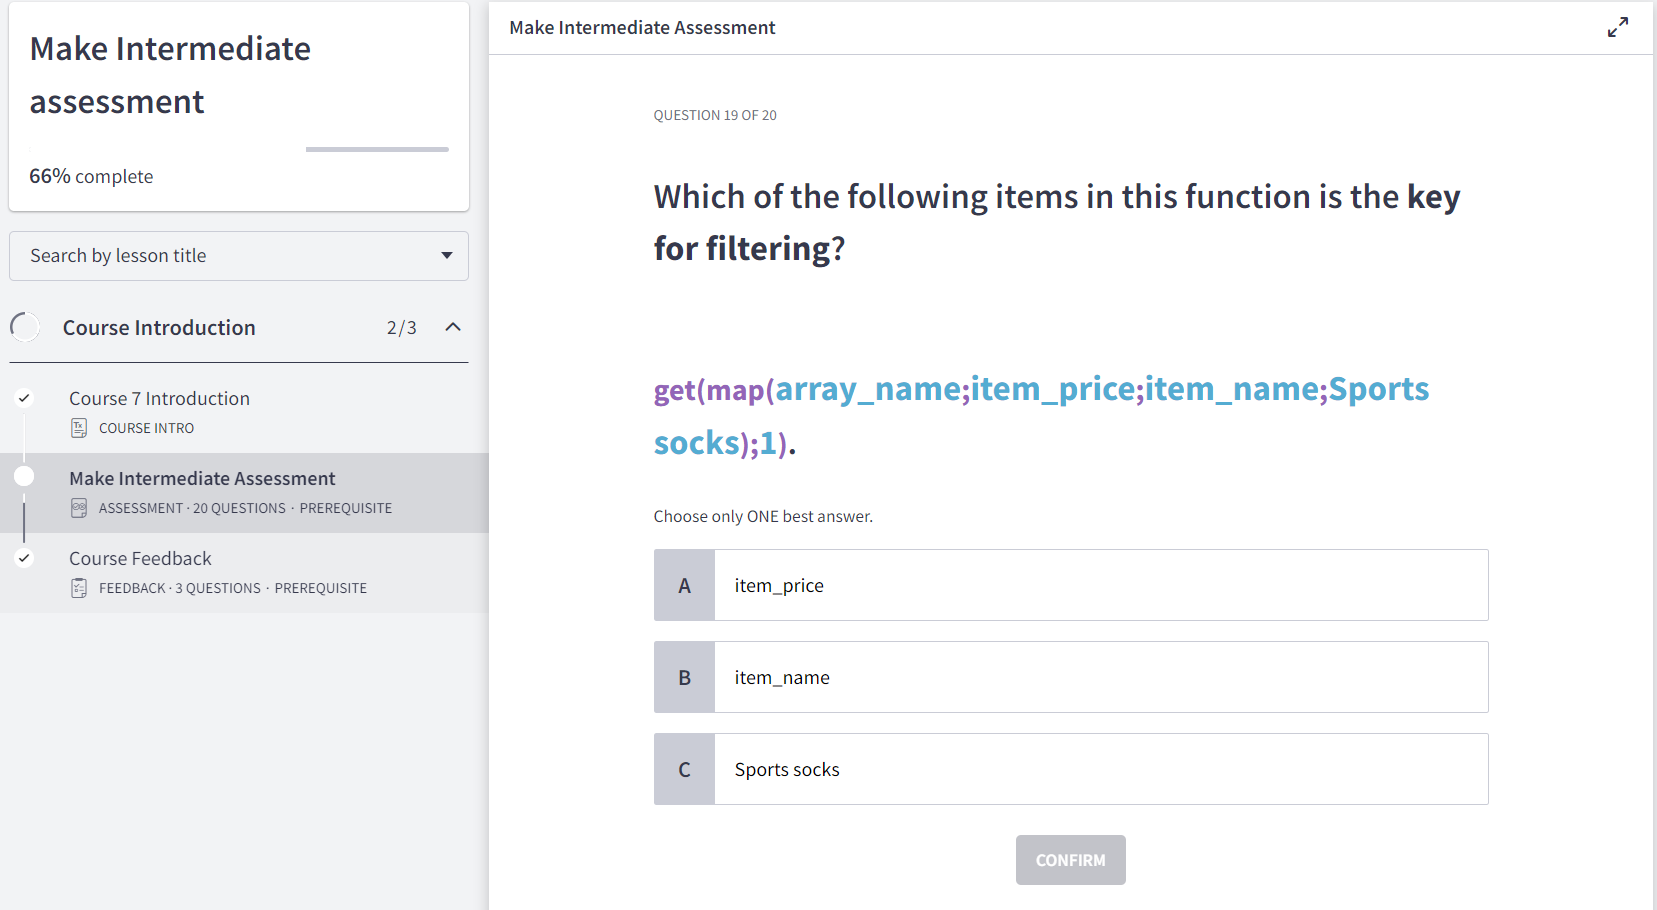 Make Intermediate
assessment
66% complete
Search by lesson title
Course Introduction 2/3
Course 7 Introduction
COURSE INTRO
Make Intermediate Assessment
ASSESSMENT · 20 QUESTIONS · PREREQUISITE
Course Feedback
FEEDBACK · 3 QUESTIONS · PREREQUISITE
Make Intermediate Assessment
QUESTION 19 OF 20
Which of the following items in this function is the key
for filtering?
get(map(array_name;item_price;item_name;Sports
socks);1).
Choose only ONE best answer.
A item_price
B item_name
C Sports socks
CONFIRM